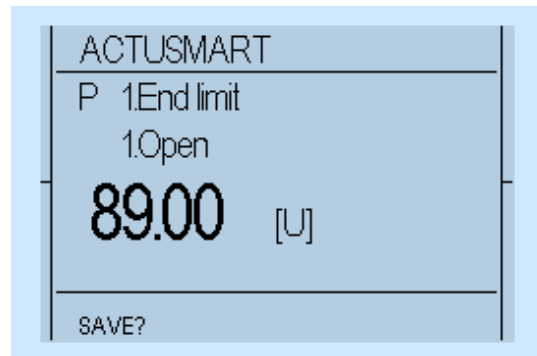 ACTUSMART
P 1.End limit
1.Open
89.00 [U]
SAVE?